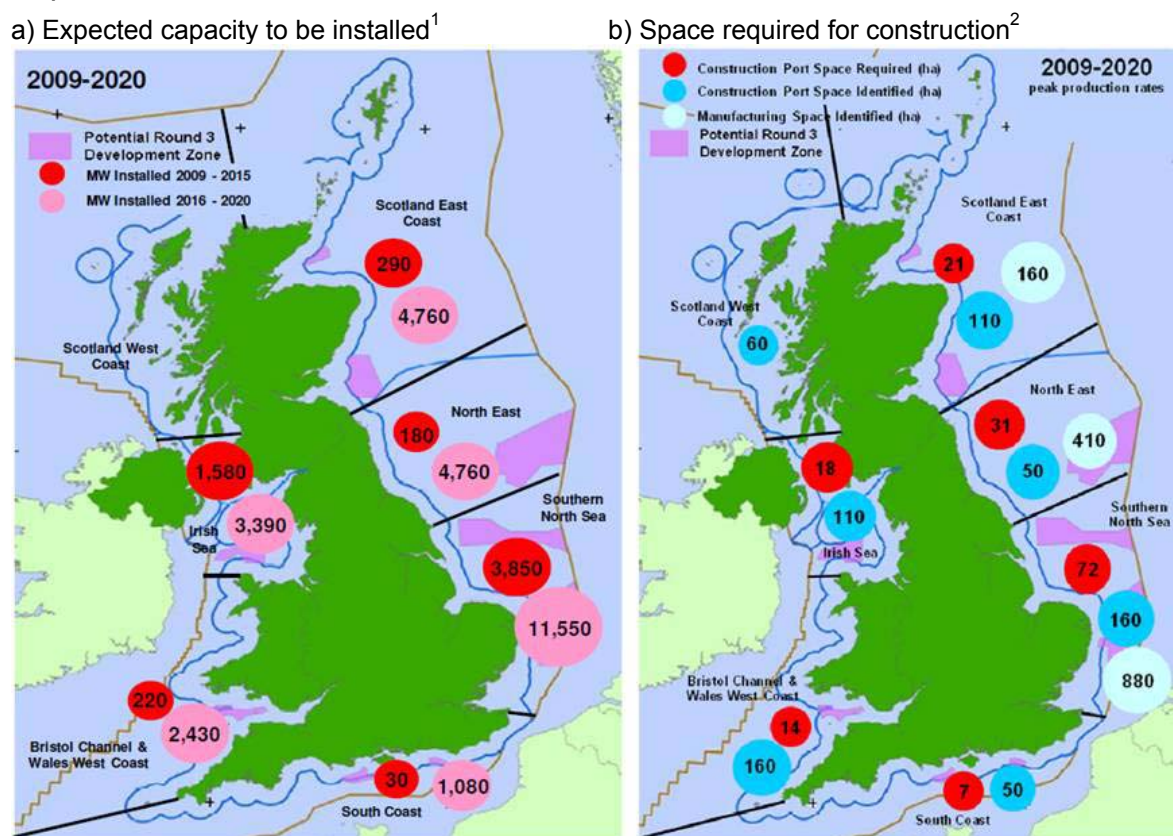 a) Expected capacity to be installed1
2009-2020
Potential Round 3
Development Zone
MW Installed 2009 - 2015
MW Installed 2016 - 2020
Scotland East
Coast
290
4,760
Scotland West
Coast
North East
180
4,760
1,580
3,390
Irish
Sea
Southern
North Sea
3,850
11,550
220
2,430
Bristol Channel &
Wales West Coast
30
1,080
South Coast
b) Space required for construction2
Construction Port Space Required (ha)
Construction Port Space Identified (ha)
Manufacturing Space Identified (ha)
Potential Round 3
Development Zone
2009-2020
peak production rates
Scotland East
Coast
21
160
110
Scotland West
Coast
60
North East
31
410
50
18
110
Irish Sea
Southern
North Sea
72
160
880
Bristol Channel &
Wales West Coast
14
160
7
50
South Coast